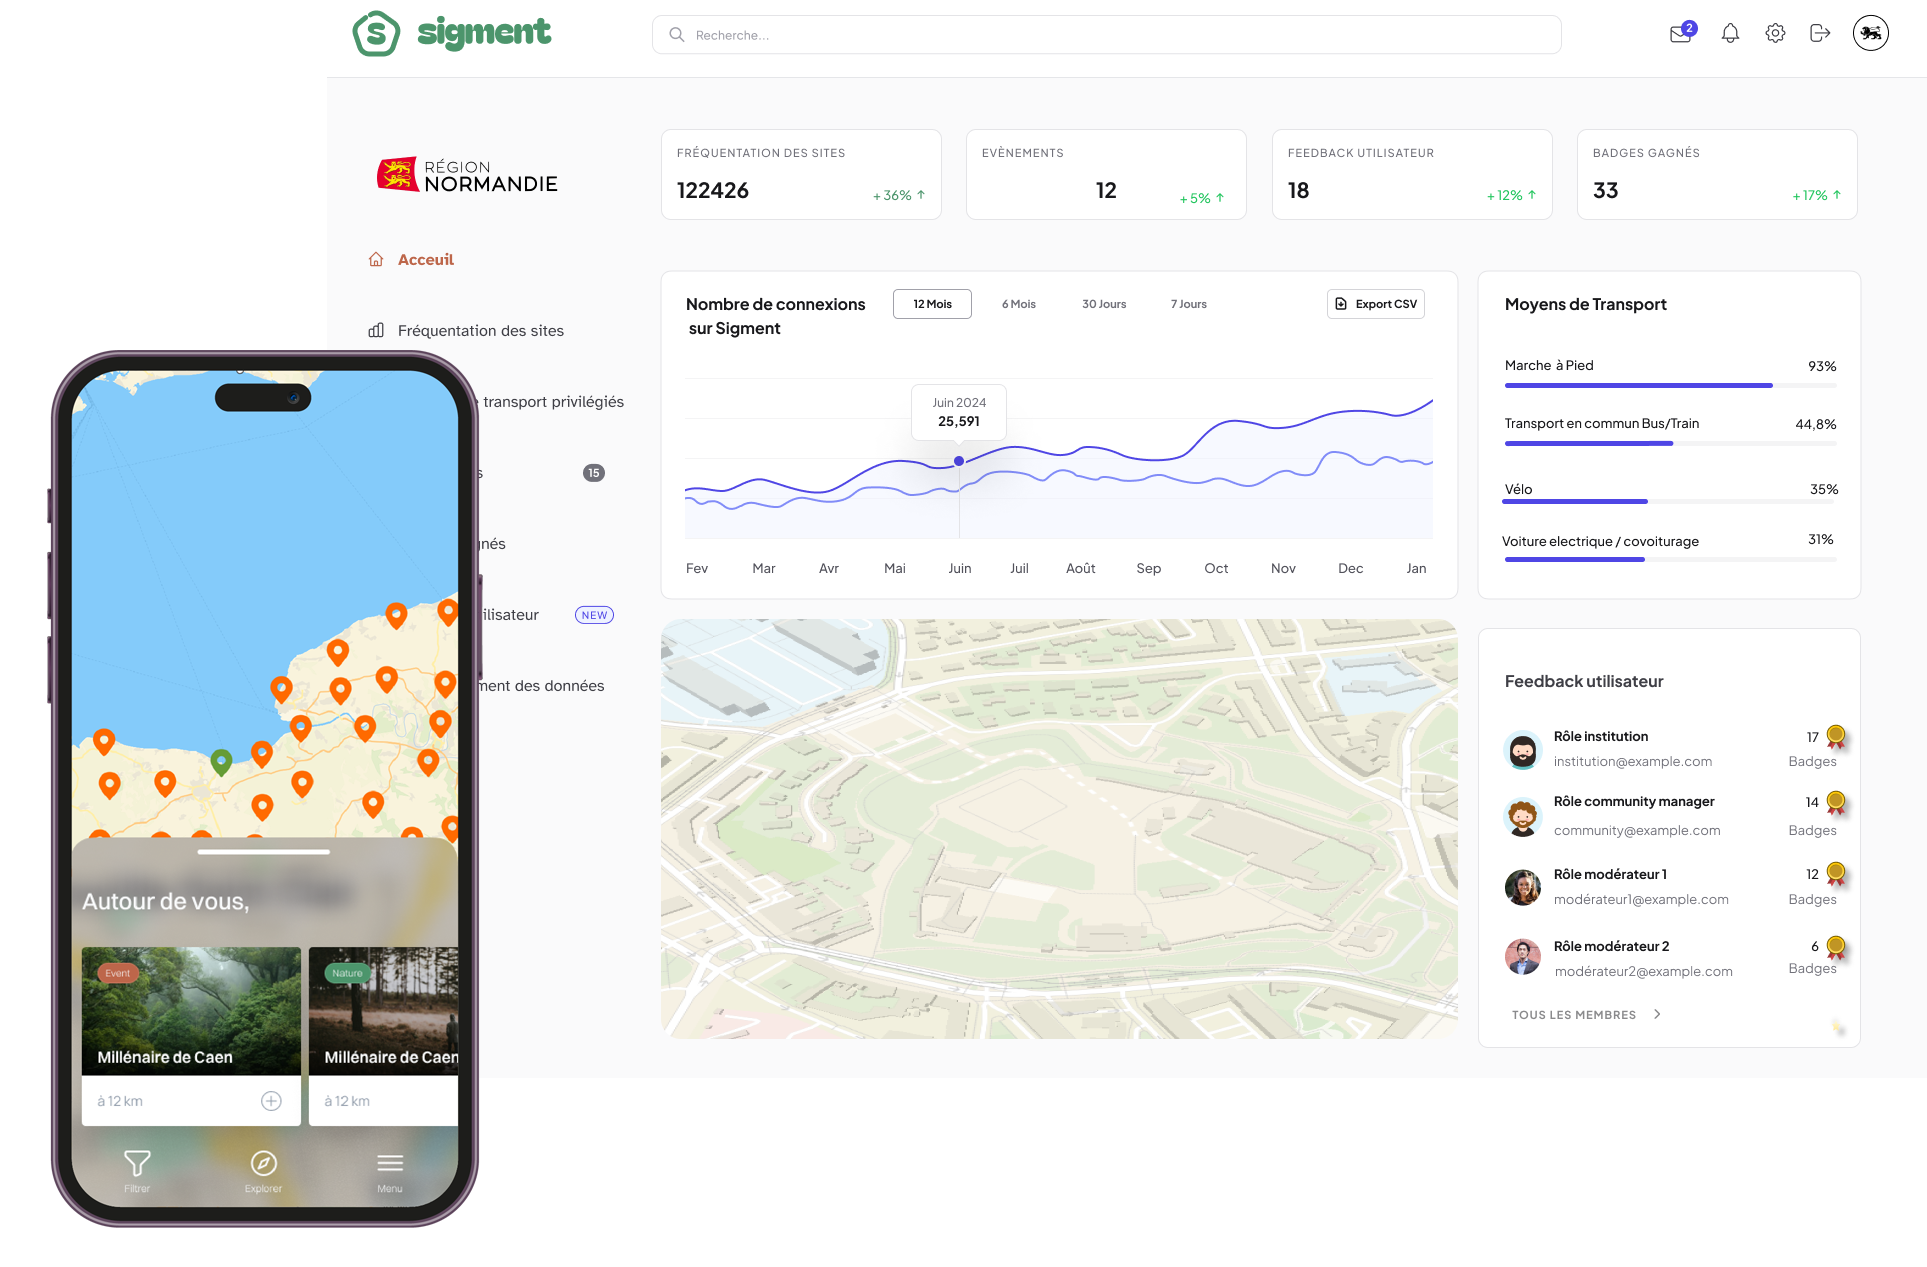 sigment
Recherche...
2
RÉGION
NORMANDIE
FRÉQUENTATION DES SITES
122426
+ 36% ↑
EVÈNEMENTS
12
+ 5% ↑
FEEDBACK UTILISATEUR
18
+ 12% ↑
BADGES GAGNÉS
33
+ 17% ↑
Acceuil
Fréquentation des sites
transport privilégiés
s
15
gnés
ilisateur
NEW
ment des données
Nombre de connexions
sur Sigment
12 Mois
6 Mois
30 Jours
7 Jours
Export CSV
Juin 2024
25,591
Fev Mar Avr Mai Juin Juil Août Sep Oct Nov Dec Jan
Moyens de Transport
Marche à Pied 93%
Transport en commun Bus/Train 44,8%
Vélo 35%
Voiture electrique / covoiturage 31%
Feedback utilisateur
Rôle institution 17
institution@example.com Badges
Rôle community manager 14
community@example.com Badges
Rôle modérateur 1 12
modérateur1@example.com Badges
Rôle modérateur 2 6
modérateur2@example.com Badges
TOUS LES MEMBRES
Autour de vous,
Event
Millénaire de Caen
à 12 km
Nature
Millénaire de Caen
à 12 km
Filtrer
Explorer
Menu